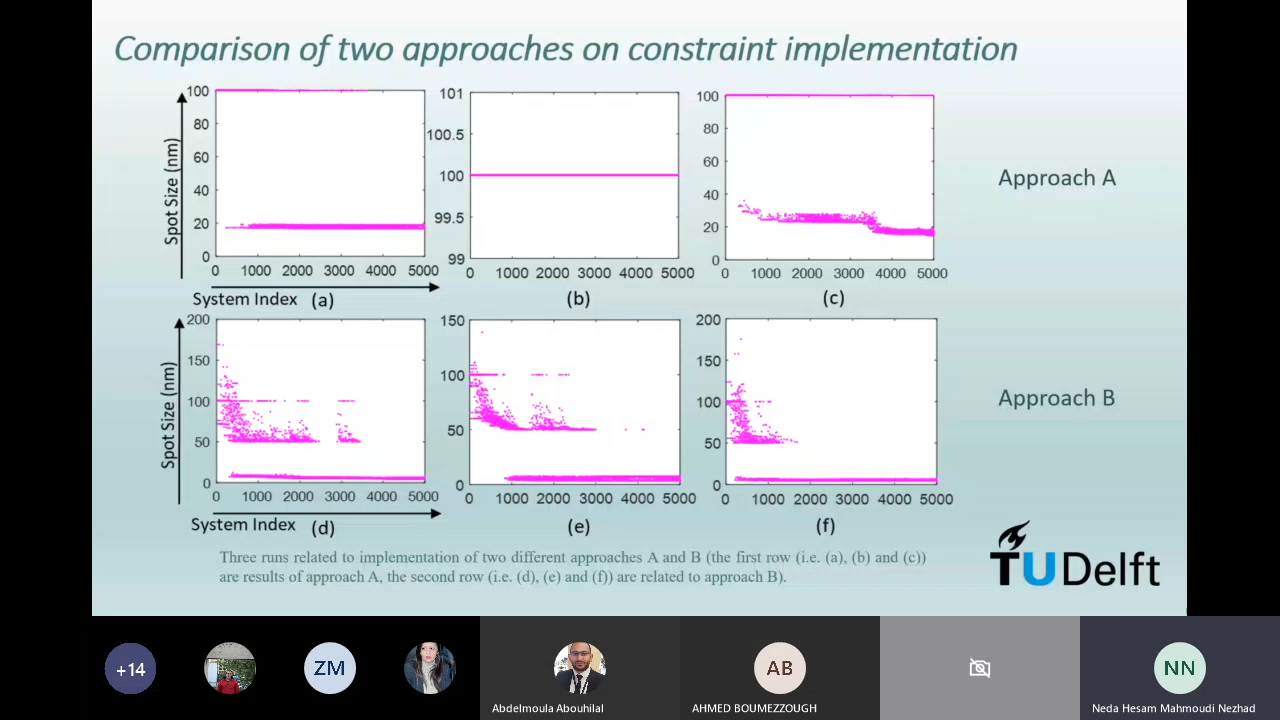 Comparison of two approaches on constraint implementation
Spot Size (nm)
100
80
60
40
20
0
0 1000 2000 3000 4000 5000
System Index (a)
101
100.5
100
99.5
99
0 1000 2000 3000 4000 5000
(b)
100
80
60
40
20
0
0 1000 2000 3000 4000 5000
(c)
Approach A
Spot Size (nm)
200
150
100
50
0
0 1000 2000 3000 4000 5000
System Index (d)
150
100
50
0
0 1000 2000 3000 4000 5000
(e)
200
150
100
50
0
0 1000 2000 3000 4000 5000
(f)
Approach B
Three runs related to implementation of two different approaches A and B (the first row (i.e. (a), (b) and (c))
are results of approach A, the second row (i.e. (d), (e) and (f)) are related to approach B).
TU Delft
+14
ZM
Abdelmoula Abouhilal
AB
AHMED BOUMEZZOUGH
NN
Neda Hesam Mahmoudi Nezhad